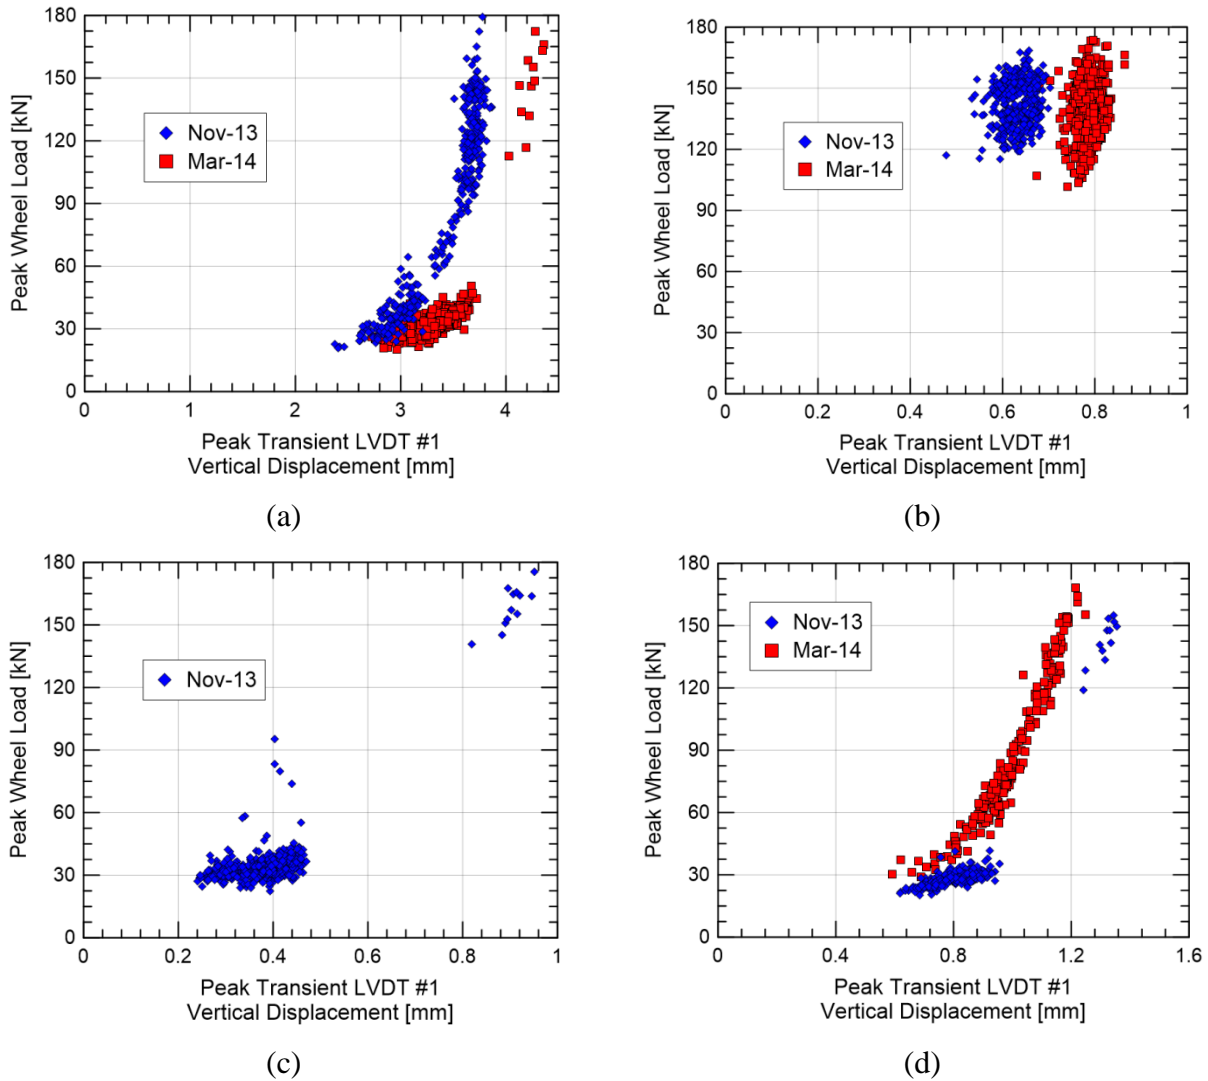 180
150
120
90
60
30
0
Peak Wheel Load [kN]
Nov-13
Mar-14
0 1 2 3 4
Peak Transient LVDT #1
Vertical Displacement [mm]
(a)
180
150
120
90
60
30
0
Peak Wheel Load [kN]
Nov-13
Mar-14
0 0.2 0.4 0.6 0.8 1
Peak Transient LVDT #1
Vertical Displacement [mm]
(b)
180
150
120
90
60
30
0
Peak Wheel Load [kN]
Nov-13
0 0.2 0.4 0.6 0.8 1
Peak Transient LVDT #1
Vertical Displacement [mm]
(c)
180
150
120
90
60
30
0
Peak Wheel Load [kN]
Nov-13
Mar-14
0 0.4 0.8 1.0 1.2 1.6
Peak Transient LVDT #1
Vertical Displacement [mm]
(d)